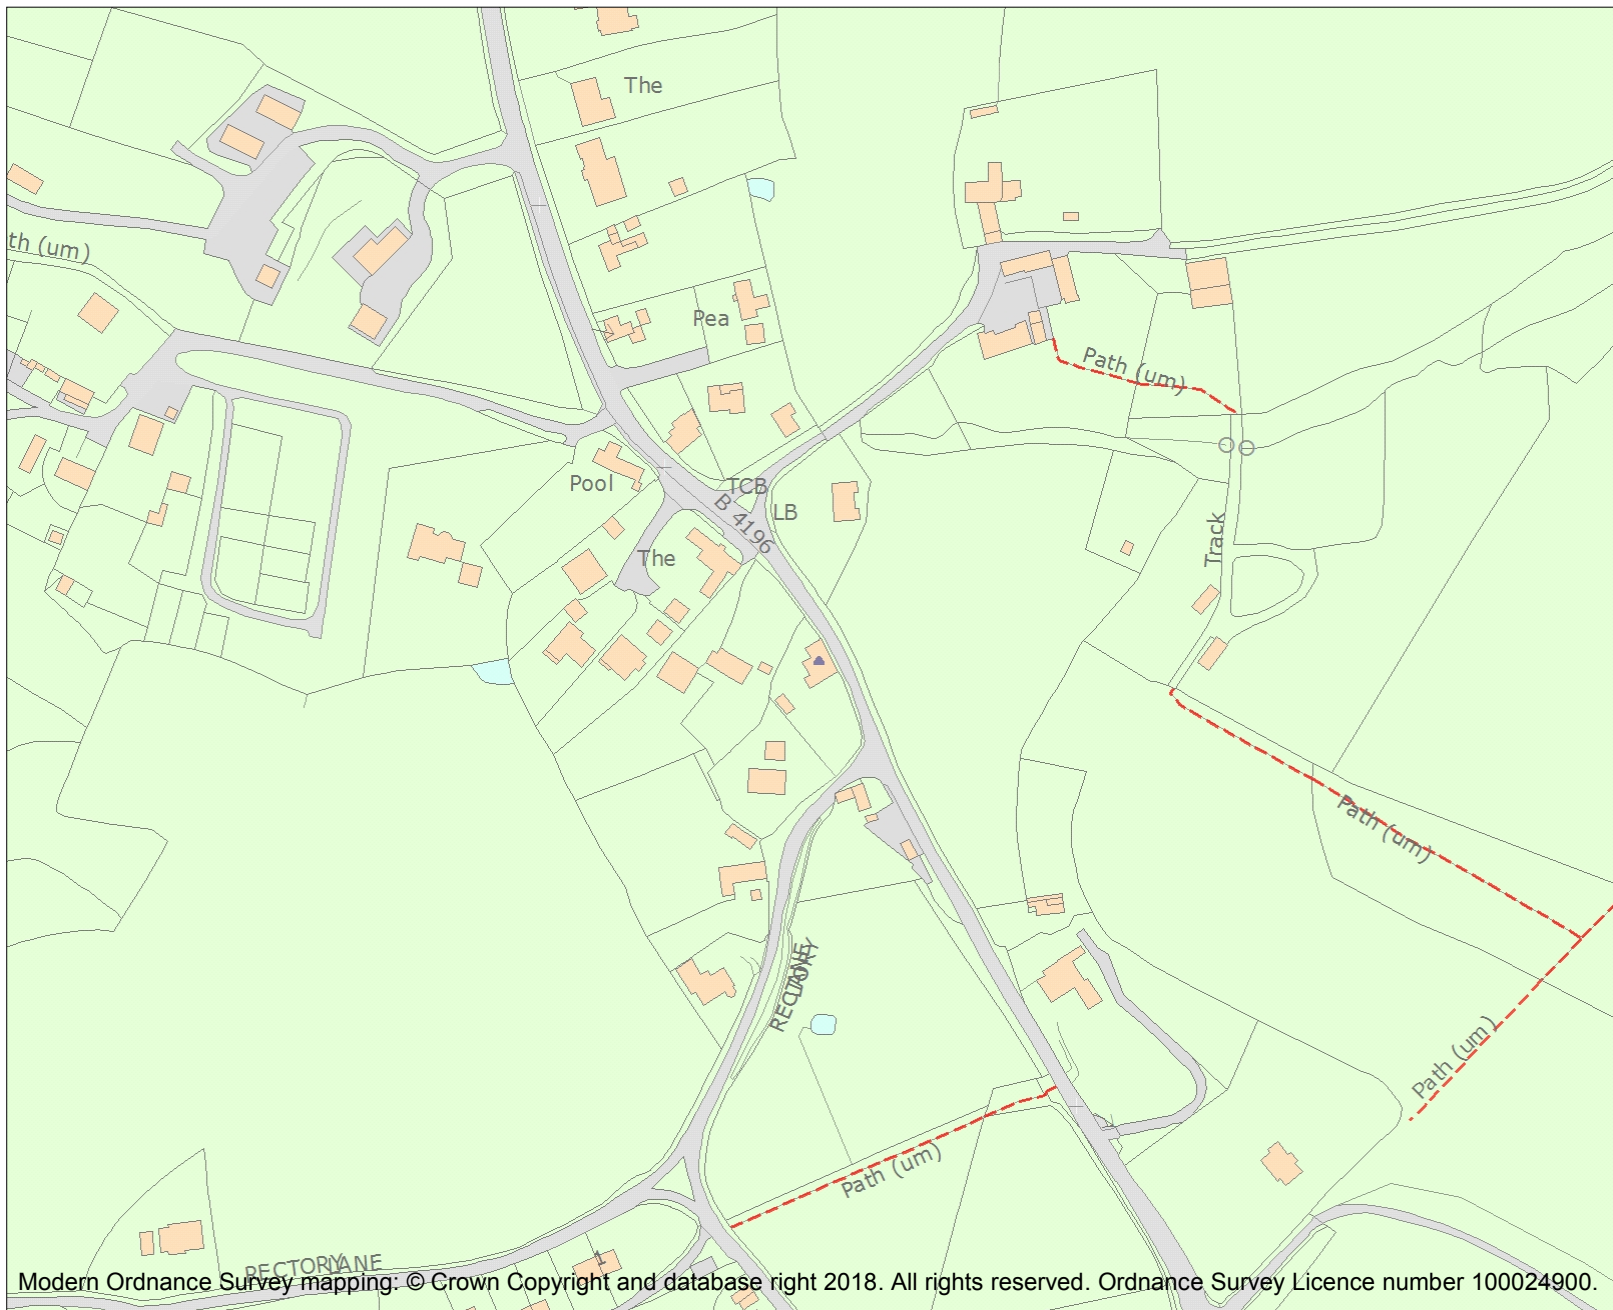 The
th (um)
Pea
Path (um)
Pool
TCB
LB
B 4196
The
Track
Path (um)
RECTORY
LANE
Path (um)
Path (um)
1
RECTORY
LANE
Modern Ordnance Survey mapping: © Crown Copyright and database right 2018. All rights reserved. Ordnance Survey Licence number 100024900.